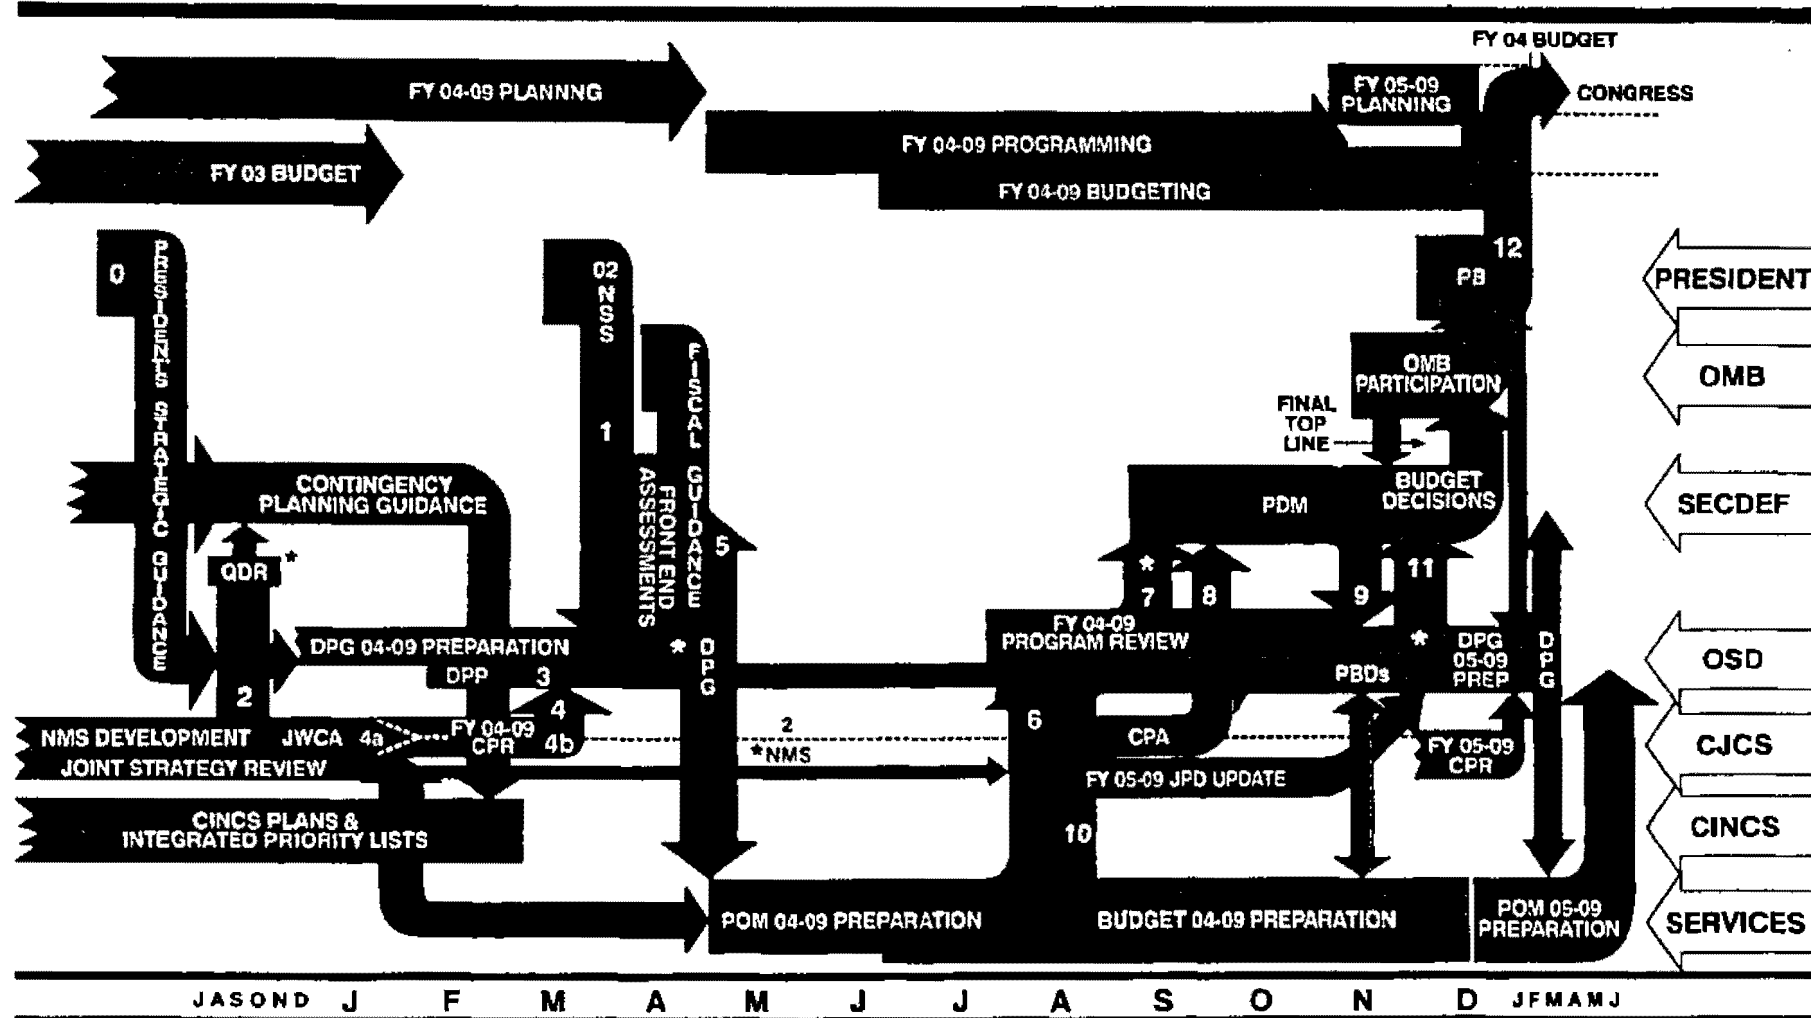 FY 04 BUDGET
FY 04-09 PLANNNG
FY 05-09
PLANNING
CONGRESS
FY 04-09 PROGRAMMING
FY 03 BUDGET
FY 04-09 BUDGETING
0
PRESIDENT'S STRATEGIC GUIDANCE
02
NSS
1
FISCAL GUIDANCE
FRONT END
ASSESSMENTS
12
PB
PRESIDENT
OMB
PARTICIPATION
OMB
FINAL
TOP
LINE
CONTINGENCY
PLANNING GUIDANCE
BUDGET
DECISIONS
PDM
SECDEF
QDR
*
5
*
7
8
9
11
DPG 04-09 PREPARATION
DPP
3
* DPG
FY 04-09
PROGRAM REVIEW
PBDs
*
DPG
05-09
PREP
DPG
OSD
2
4
NMS DEVELOPMENT
JWCA
4a
FY 04-09
CPR
4b
2
*NMS
6
CPA
FY 05-09
CPR
CJCS
JOINT STRATEGY REVIEW
FY 05-09 JPD UPDATE
CINCS PLANS &
INTEGRATED PRIORITY LISTS
10
CINCS
POM 04-09 PREPARATION
BUDGET 04-09 PREPARATION
POM 05-09
PREPARATION
SERVICES
J A S O N D J F M A M J J A S O N D J F M A M J